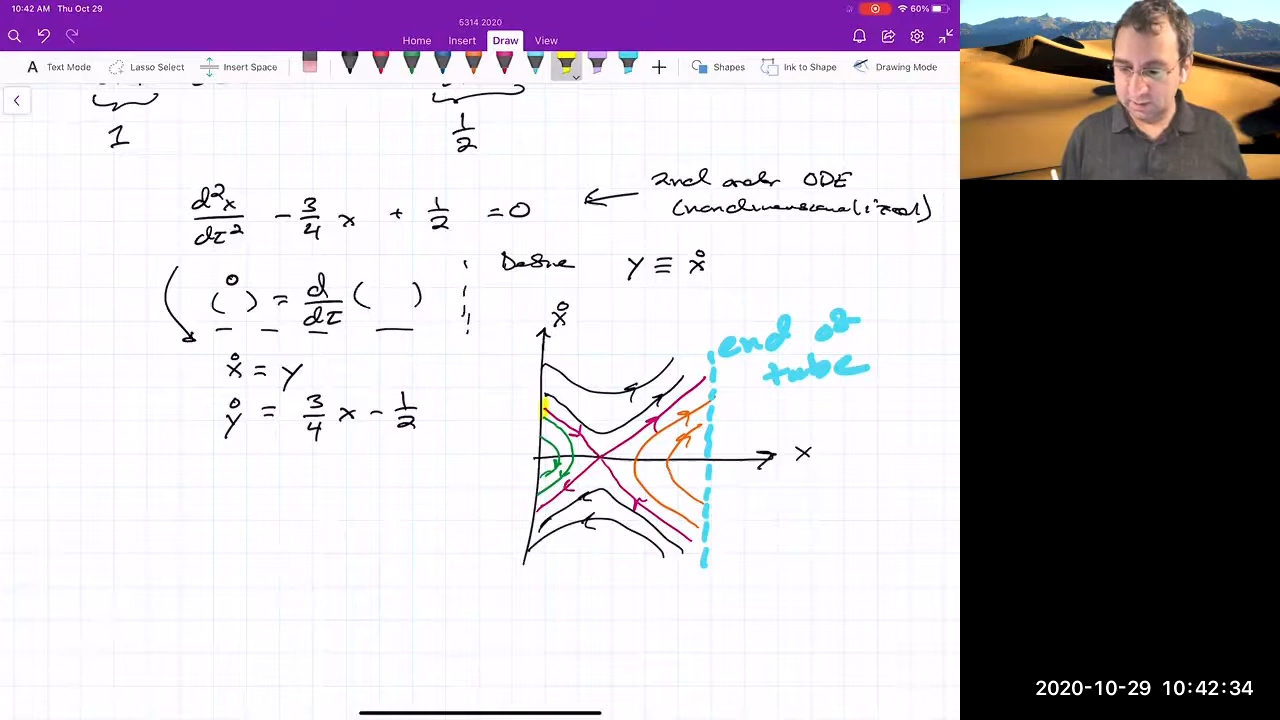 10:42 AM Thu Oct 29
60%
5314 2020
Home Insert Draw View
Text Mode Lasso Select Insert Space Shapes Ink to Shape Drawing Mode
1
1/2
d²x/dτ² - 3/4 x + 1/2 = 0
2nd order ODE
(nondimensionalized)
Define y ≡ x̊
(˚) = d/dτ ( )
x̊
x̊ = y
ẙ = 3/4 x - 1/2
end of
tube
x
2020-10-29 10:42:34